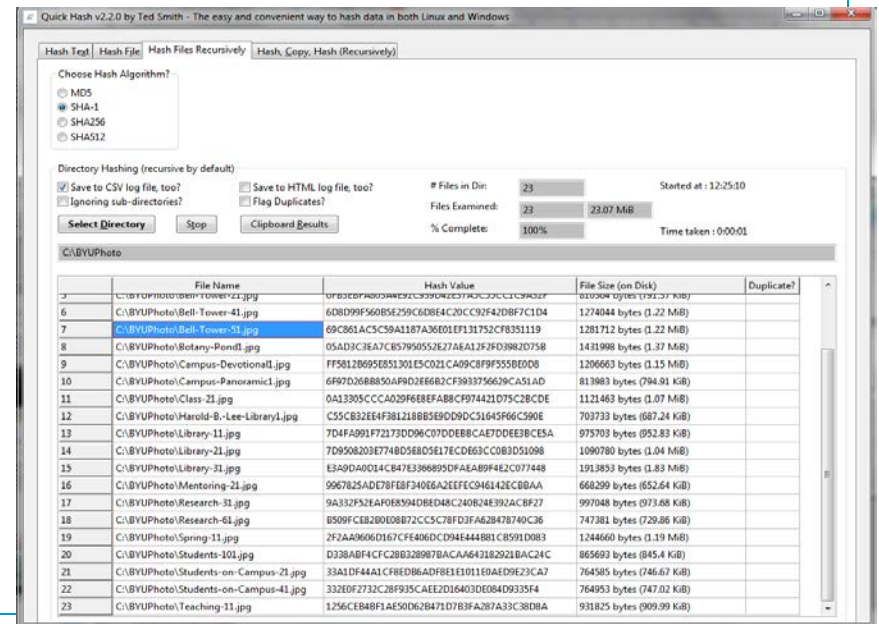 Quick Hash v2.2.0 by Ted Smith - The easy and convenient way to hash data in both Linux and Windows
Hash Text Hash File Hash Files Recursively Hash, Copy, Hash (Recursively)
Choose Hash Algorithm?
MD5
SHA-1
SHA256
SHA512
Directory Hashing (recursive by default)
Save to CSV log file, too? Save to HTML log file, too? # Files in Dir: 23 Started at : 12:25:10
Ignoring sub-directories? Flag Duplicates? Files Examined: 23 23.07 MiB
Select Directory Stop Clipboard Results % Complete: 100% Time taken : 0:00:01
C:\BYUPhoto
File Name Hash Value File Size (on Disk) Duplicate?
C:\BYUPhoto\Bell-Tower-21.jpg
6 C:\BYUPhoto\Bell-Tower-41.jpg 6D8D99F560B5E259C6D8E4C20CC92F42DBF7C1D4 1274044 bytes (1.22 MiB)
7 C:\BYUPhoto\Bell-Tower-51.jpg 69C861AC5C59A1187A36E01EF131752CF8351119 1281712 bytes (1.22 MiB)
8 C:\BYUPhoto\Botany-Pond1.jpg 05AD3C3EA7CB57950552E27AEA12F2FD3982D75B 1431998 bytes (1.37 MiB)
9 C:\BYUPhoto\Campus-Devotional1.jpg FF5812B695E851301E5C021CA09C8F9F555BE0D8 1206663 bytes (1.15 MiB)
10 C:\BYUPhoto\Campus-Panoramic1.jpg 6F97D26BB850AF9D2EE6B2CF3933756629CA51AD 813983 bytes (794.91 KiB)
11 C:\BYUPhoto\Class-21.jpg 0A13305CCCA029F6E8EFAB8CF974421D75C2BCDE 1121463 bytes (1.07 MiB)
12 C:\BYUPhoto\Harold-B.-Lee-Library1.jpg C55CB32EE4F381218BB5E9DD9DC51645F66C590E 703733 bytes (687.24 KiB)
13 C:\BYUPhoto\Library-11.jpg 7D4FA991F72173DD96C07DDEBBCAE7DDEE3BCE5A 975703 bytes (952.83 KiB)
14 C:\BYUPhoto\Library-21.jpg 7D9508203E774BD5E8D5E17ECDE63CC0B3D51098 1090780 bytes (1.04 MiB)
15 C:\BYUPhoto\Library-31.jpg E3A9DA0D14CB47E3366895DFAEAB9F4E2C077448 1913853 bytes (1.83 MiB)
16 C:\BYUPhoto\Mentoring-21.jpg 9967825ADE78FE8F340E6A2EEFEC946142ECBBAA 668299 bytes (652.64 KiB)
17 C:\BYUPhoto\Research-31.jpg 9A332F52EAF0E8594DBED48C240B24E392ACBF27 997048 bytes (973.68 KiB)
18 C:\BYUPhoto\Research-61.jpg B509FCEB2B0E08B72CC5C78FD3FA62B478740C36 747381 bytes (729.86 KiB)
19 C:\BYUPhoto\Spring-11.jpg 2F2AA9606D167CFE406DCD94E444B81CB591D083 1244660 bytes (1.19 MiB)
20 C:\BYUPhoto\Students-101.jpg D338ABF4CFC28B328987BACAA643182921BAC24C 865693 bytes (845.4 KiB)
21 C:\BYUPhoto\Students-on-Campus-21.jpg 33A1DF44A1CF8EDB6ADF8E1E1011E0AED9E23CA7 764585 bytes (746.67 KiB)
22 C:\BYUPhoto\Students-on-Campus-41.jpg 332E0F2732C28F935CAEE2D16403DE084D9335F4 764953 bytes (747.02 KiB)
23 C:\BYUPhoto\Teaching-11.jpg 1256CEB4BF1AE50D62B471D7B3FA287A33C38D8A 931825 bytes (909.99 KiB)